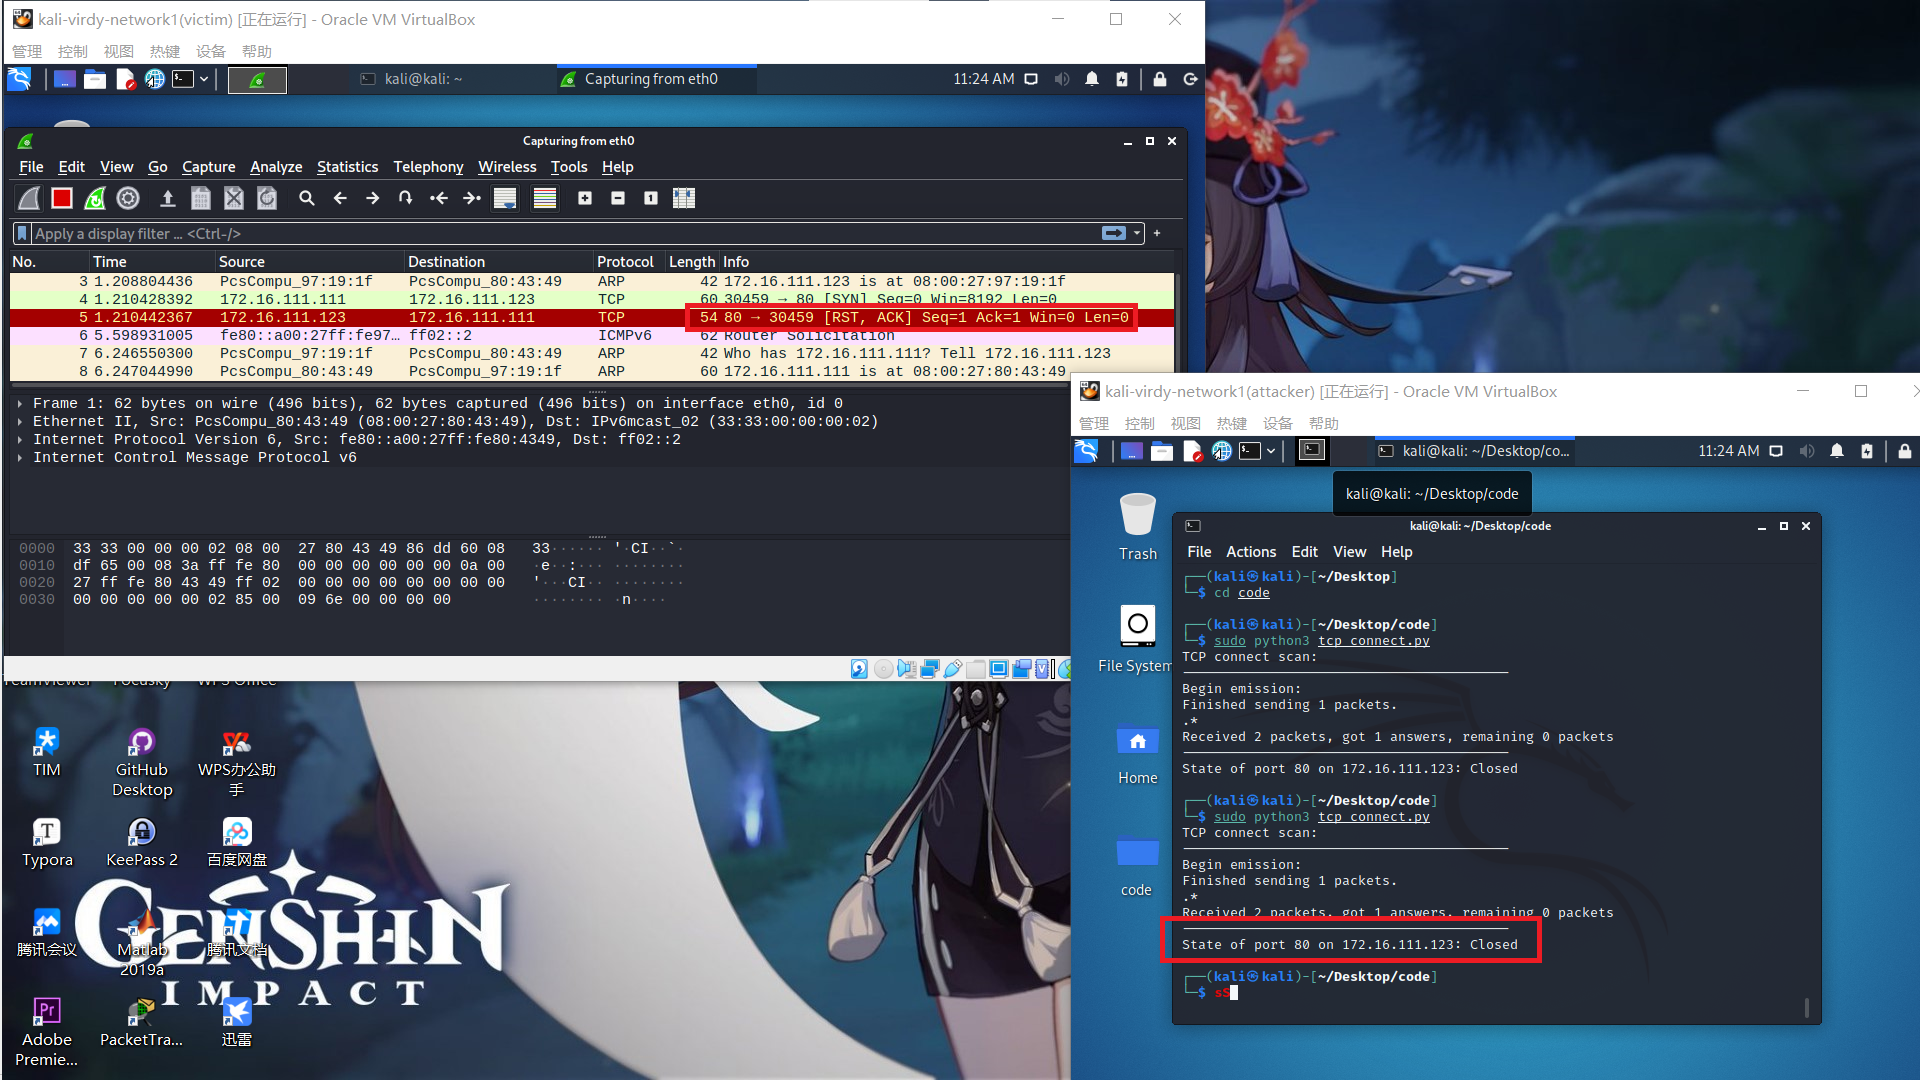 kali-virdy-network1(victim) [正在运行] - Oracle VM VirtualBox
管理 控制 视图 热键 设备 帮助
kali@kali: ~
Capturing from eth0
11:24 AM
Capturing from eth0
File Edit View Go Capture Analyze Statistics Telephony Wireless Tools Help
Apply a display filter ... <Ctrl-/>
No. Time Source Destination Protocol Length Info
3 1.208804436 PcsCompu_97:19:1f PcsCompu_80:43:49 ARP 42 172.16.111.123 is at 08:00:27:97:19:1f
4 1.210428392 172.16.111.111 172.16.111.123 TCP 60 30459 → 80 [SYN] Seq=0 Win=8192 Len=0
5 1.210442367 172.16.111.123 172.16.111.111 TCP 54 80 → 30459 [RST, ACK] Seq=1 Ack=1 Win=0 Len=0
6 5.598931005 fe80::a00:27ff:fe97… ff02::2 ICMPv6 62 Router Solicitation
7 6.246550300 PcsCompu_97:19:1f PcsCompu_80:43:49 ARP 42 Who has 172.16.111.111? Tell 172.16.111.123
8 6.247044990 PcsCompu_80:43:49 PcsCompu_97:19:1f ARP 60 172.16.111.111 is at 08:00:27:80:43:49
Frame 1: 62 bytes on wire (496 bits), 62 bytes captured (496 bits) on interface eth0, id 0
Ethernet II, Src: PcsCompu_80:43:49 (08:00:27:80:43:49), Dst: IPv6mcast_02 (33:33:00:00:00:02)
Internet Protocol Version 6, Src: fe80::a00:27ff:fe80:4349, Dst: ff02::2
Internet Control Message Protocol v6
0000 33 33 00 00 00 02 08 00 27 80 43 49 86 dd 60 08 33······ '·CI··`·
0010 df 65 00 08 3a ff fe 80 00 00 00 00 00 00 0a 00 ·e··:··· ········
0020 27 ff fe 80 43 49 ff 02 00 00 00 00 00 00 00 00 '···CI·· ········
0030 00 00 00 00 00 02 85 00 09 6e 00 00 00 00 ········ ·n····
kali-virdy-network1(attacker) [正在运行] - Oracle VM VirtualBox
管理 控制 视图 热键 设备 帮助
kali@kali: ~/Desktop/co...
11:24 AM
kali@kali: ~/Desktop/code
Trash
File System
Home
code
kali@kali: ~/Desktop/code
File Actions Edit View Help
┌──(kali㉿kali)-[~/Desktop]
└─$ cd code
┌──(kali㉿kali)-[~/Desktop/code]
└─$ sudo python3 tcp_connect.py
TCP connect scan:
Begin emission:
Finished sending 1 packets.
.*
Received 2 packets, got 1 answers, remaining 0 packets
State of port 80 on 172.16.111.123: Closed
┌──(kali㉿kali)-[~/Desktop/code]
└─$ sudo python3 tcp_connect.py
TCP connect scan:
Begin emission:
Finished sending 1 packets.
.*
Received 2 packets, got 1 answers, remaining 0 packets
State of port 80 on 172.16.111.123: Closed
┌──(kali㉿kali)-[~/Desktop/code]
└─$ sS
TeamViewer Focusky WPS Office
TIM
GitHub Desktop
WPS办公助手
Typora
KeePass 2
百度网盘
腾讯会议
Matlab 2019a
腾讯文档
Adobe Premie...
PacketTra...
迅雷
GENSHIN
IMPACT